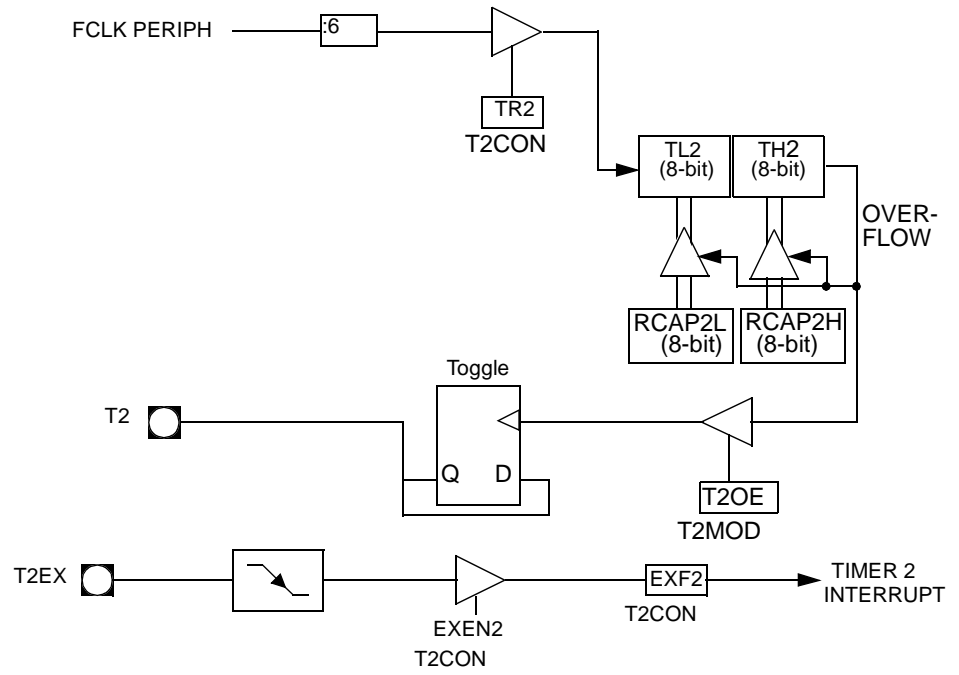 FCLK PERIPH
:6
TR2
T2CON
TL2
(8-bit)
TH2
(8-bit)
OVER-
FLOW
RCAP2L
(8-bit)
RCAP2H
(8-bit)
Toggle
T2
Q
D
T2OE
T2MOD
T2EX
EXEN2
T2CON
EXF2
T2CON
TIMER 2
INTERRUPT